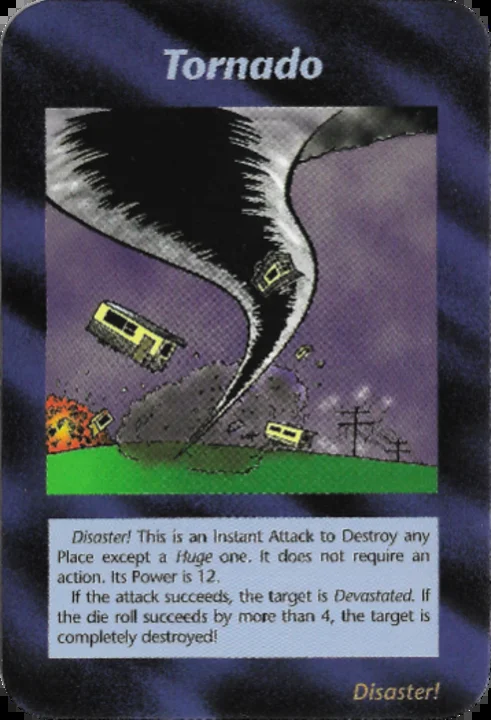 Tornado
Disaster! This is an Instant Attack to Destroy any
Place except a Huge one. It does not require an
action. Its Power is 12.
If the attack succeeds, the target is Devastated. If
the die roll succeeds by more than 4, the target is
completely destroyed!
Disaster!